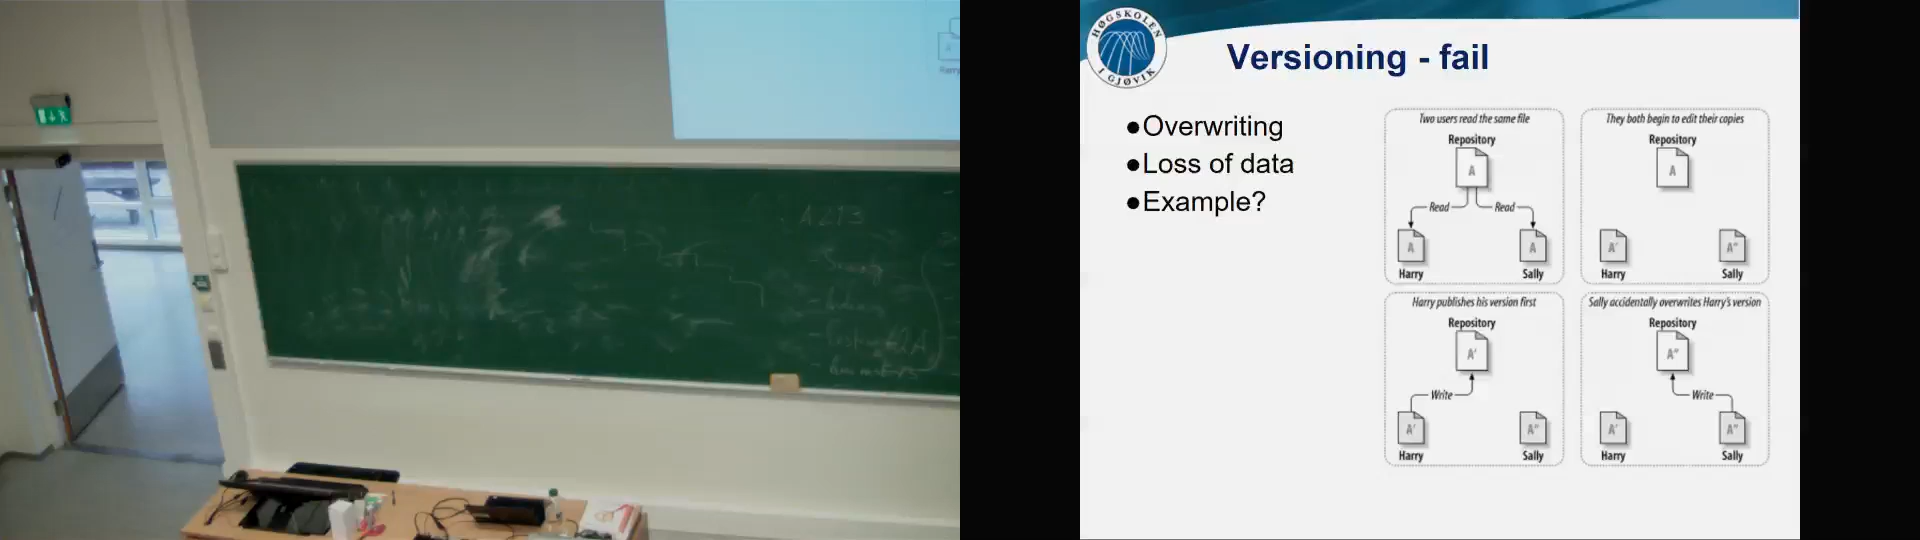 A213
HØGSKOLEN
I GJØVIK
Versioning - fail
●Overwriting
●Loss of data
●Example?
Two users read the same file
Repository
A
Read
Read
A
A
Harry
Sally
They both begin to edit their copies
Repository
A
A'
A"
Harry
Sally
Harry publishes his version first
Repository
A'
Write
A'
A"
Harry
Sally
Sally accidentally overwrites Harry's version
Repository
A"
Write
A'
A"
Harry
Sally